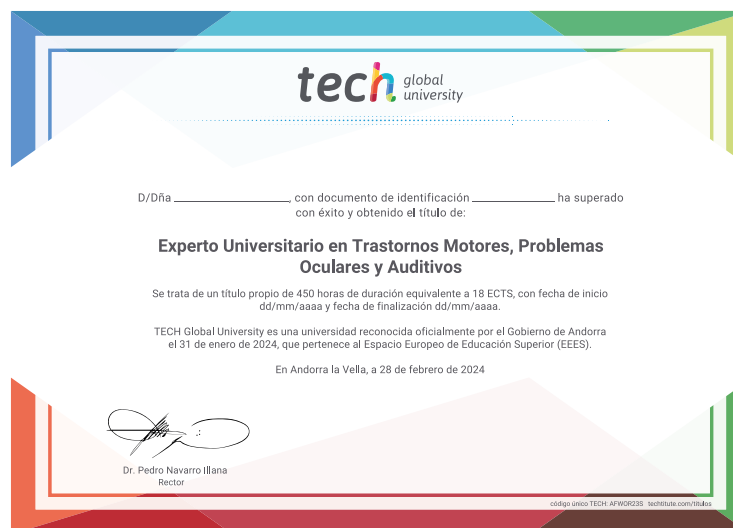 tech global university
D/Dña ____________, con documento de identificación ____________ ha superado
con éxito y obtenido el título de:
Experto Universitario en Trastornos Motores, Problemas
Oculares y Auditivos
Se trata de un título propio de 450 horas de duración equivalente a 18 ECTS, con fecha de inicio
dd/mm/aaaa y fecha de finalización dd/mm/aaaa.
TECH Global University es una universidad reconocida oficialmente por el Gobierno de Andorra
el 31 de enero de 2024, que pertenece al Espacio Europeo de Educación Superior (EEES).
En Andorra la Vella, a 28 de febrero de 2024
Dr. Pedro Navarro Illana
Rector
código único TECH: AFWOR23S techtitute.com/titulos